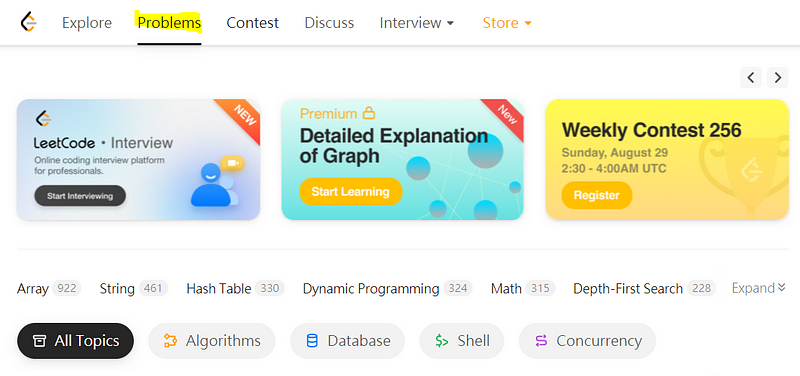 Explore Problems Contest Discuss Interview Store
NEW
LeetCode • Interview
Online coding interview platform
for professionals.
Start Interviewing
New
Premium
Detailed Explanation
of Graph
Start Learning
Weekly Contest 256
Sunday, August 29
2:30 - 4:00AM UTC
Register
Array 922 String 461 Hash Table 330 Dynamic Programming 324 Math 315 Depth-First Search 228 Expand
All Topics Algorithms Database $> Shell Concurrency